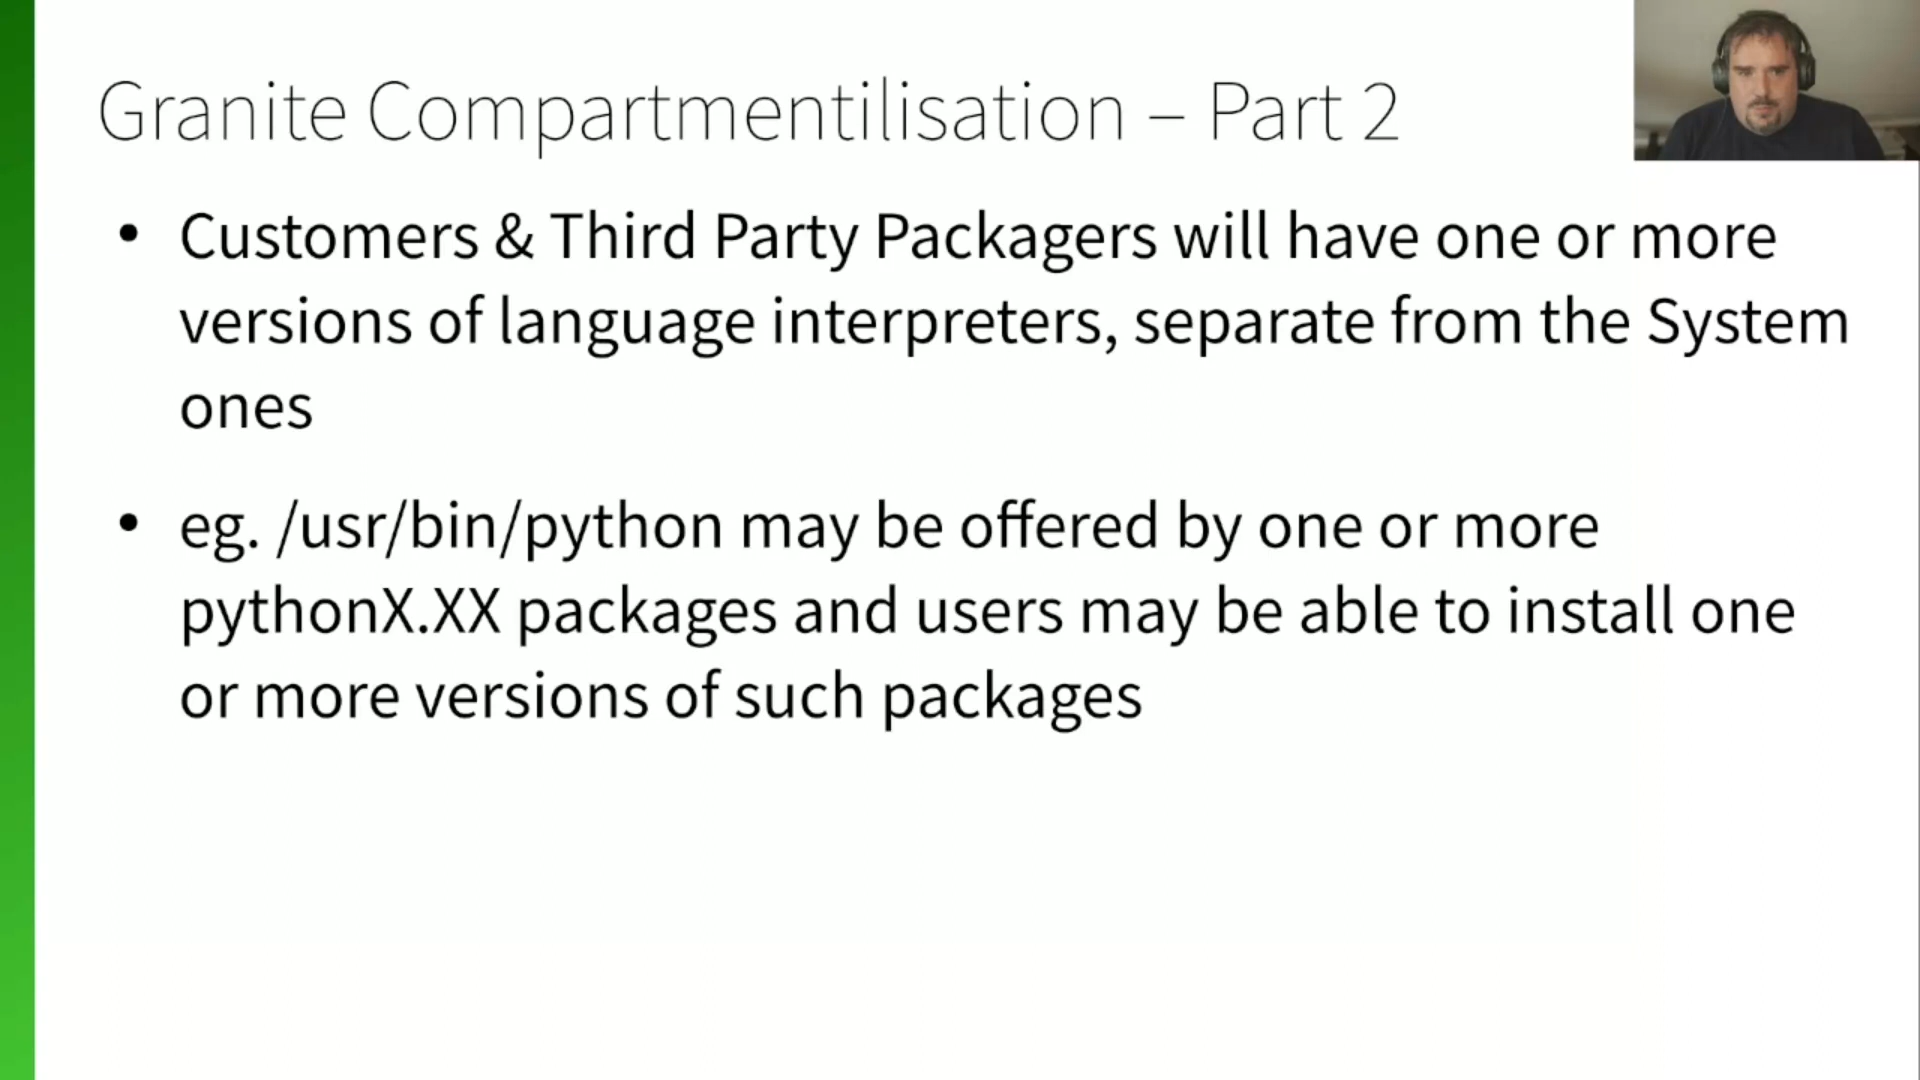 Granite Compartmentilisation – Part 2
• Customers & Third Party Packagers will have one or more
versions of language interpreters, separate from the System
ones
• eg. /usr/bin/python may be offered by one or more
pythonX.XX packages and users may be able to install one
or more versions of such packages